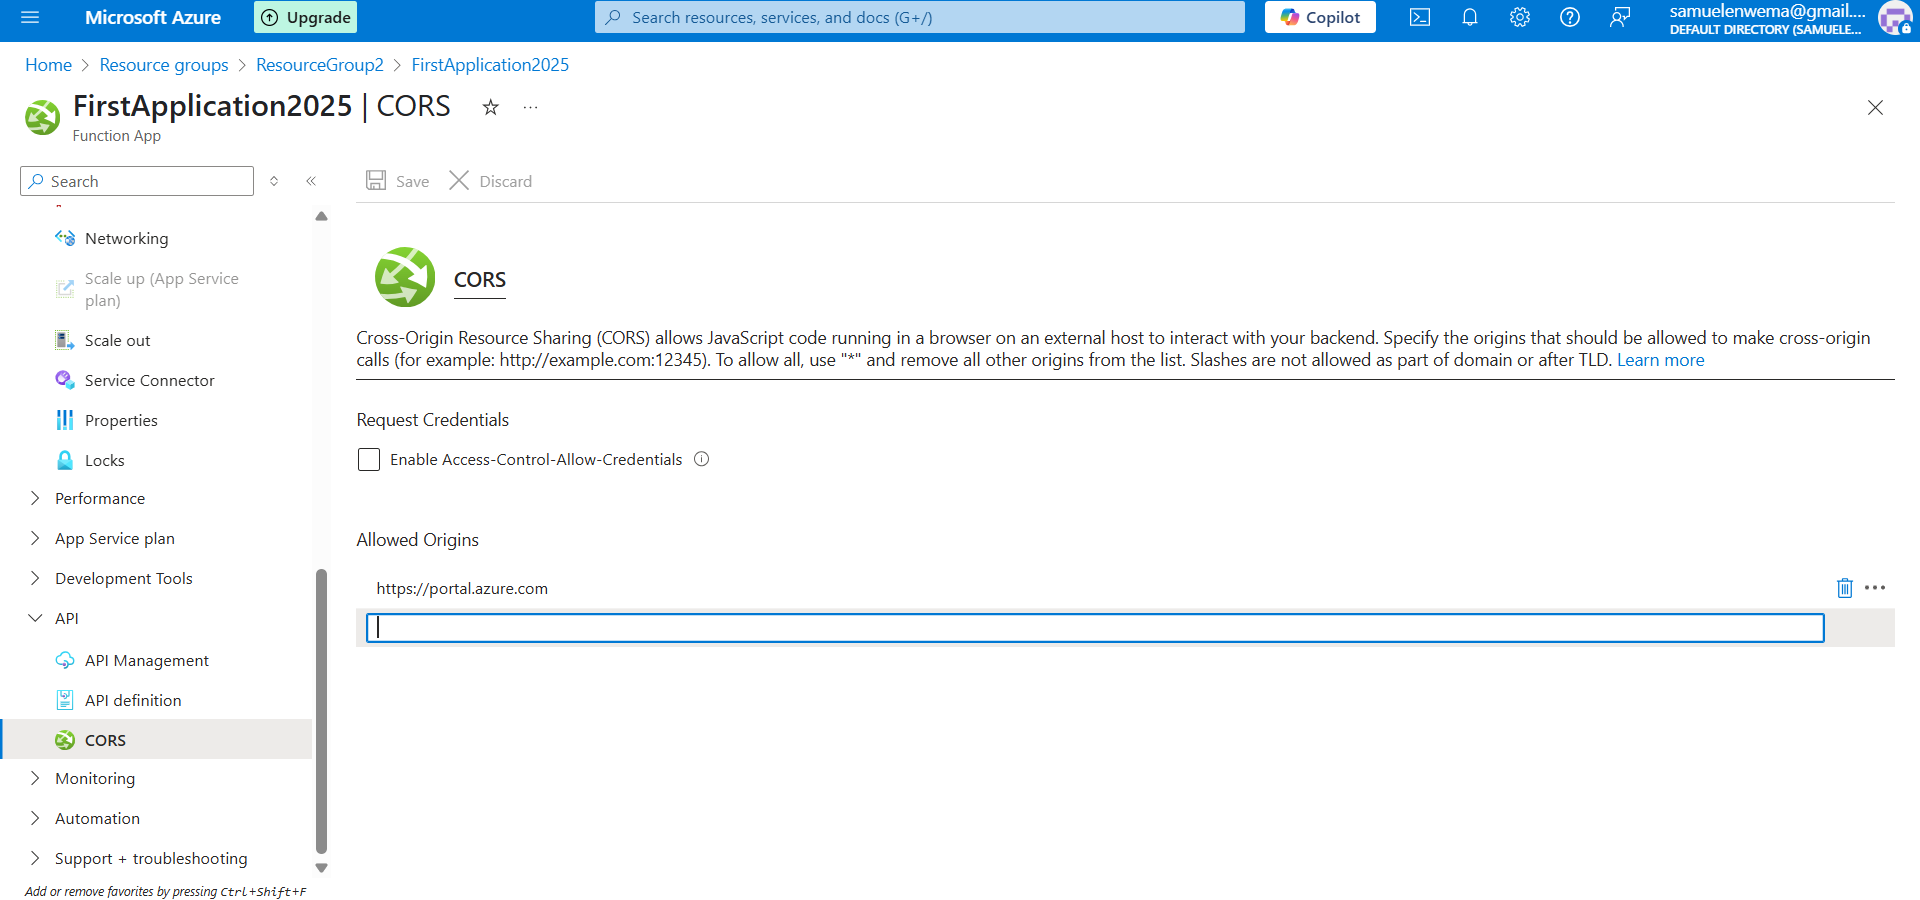 Microsoft Azure
Upgrade
Search resources, services, and docs (G+/)
Copilot
samuelenwema@gmail....
DEFAULT DIRECTORY (SAMUELE...
Home > Resource groups > ResourceGroup2 > FirstApplication2025
FirstApplication2025 | CORS
Function App
Search
Save
Discard
Networking
Scale up (App Service
plan)
Scale out
Service Connector
Properties
Locks
Performance
App Service plan
Development Tools
API
API Management
API definition
CORS
Monitoring
Automation
Support + troubleshooting
Add or remove favorites by pressing Ctrl+Shift+F
CORS
Cross-Origin Resource Sharing (CORS) allows JavaScript code running in a browser on an external host to interact with your backend. Specify the origins that should be allowed to make cross-origin
calls (for example: http://example.com:12345). To allow all, use "*" and remove all other origins from the list. Slashes are not allowed as part of domain or after TLD. Learn more
Request Credentials
Enable Access-Control-Allow-Credentials
Allowed Origins
https://portal.azure.com